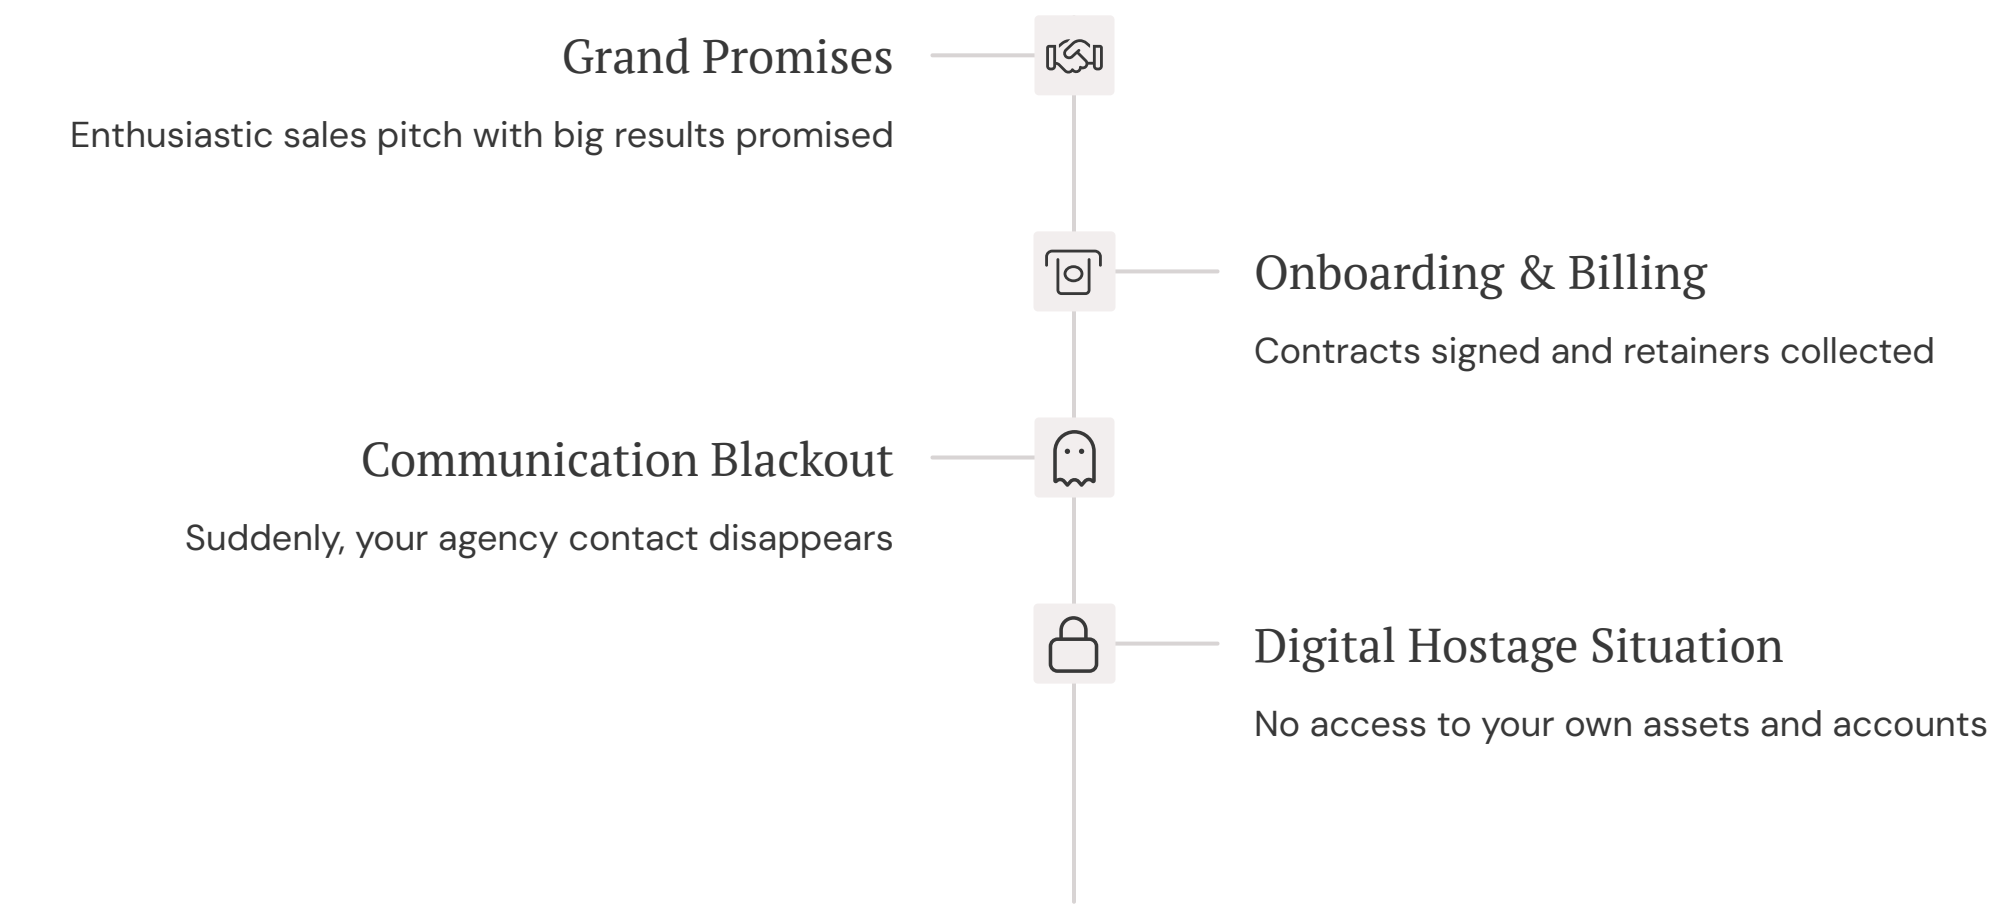 Grand Promises
Enthusiastic sales pitch with big results promised
Onboarding & Billing
Contracts signed and retainers collected
Communication Blackout
Suddenly, your agency contact disappears
Digital Hostage Situation
No access to your own assets and accounts